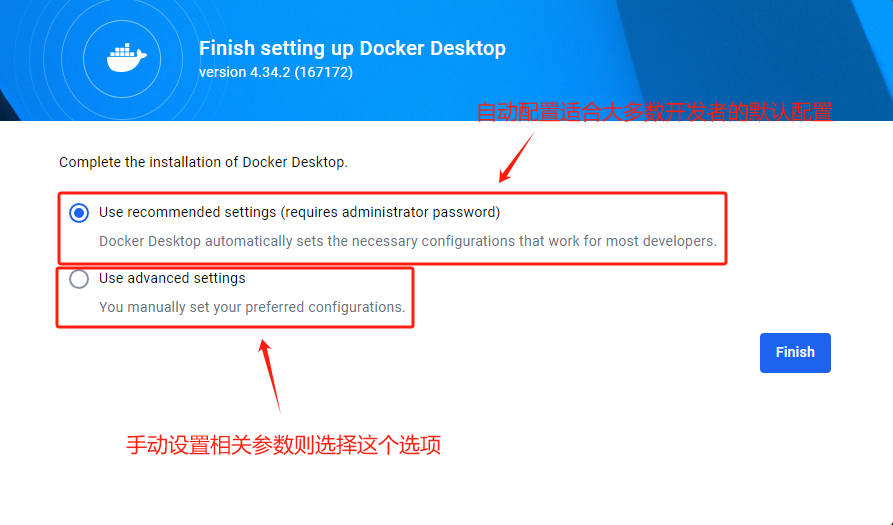 Finish setting up Docker Desktop
version 4.34.2 (167172)
自动配置适合大多数开发者的默认配置
Complete the installation of Docker Desktop.
Use recommended settings (requires administrator password)
Docker Desktop automatically sets the necessary configurations that work for most developers.
Use advanced settings
You manually set your preferred configurations.
Finish
手动设置相关参数则选择这个选项